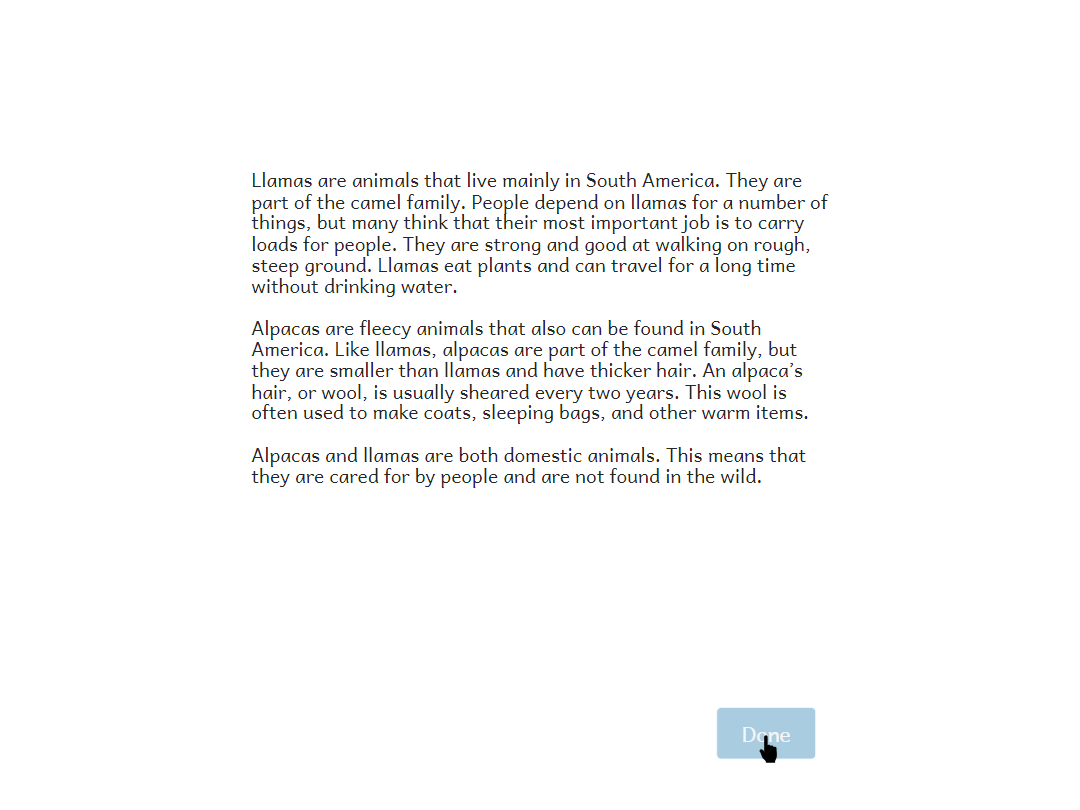 Llamas are animals that live mainly in South America. They are
part of the camel family. People depend on llamas for a number of
things, but many think that their most important job is to carry
loads for people. They are strong and good at walking on rough,
steep ground. Llamas eat plants and can travel for a long time
without drinking water.
Alpacas are fleecy animals that also can be found in South
America. Like llamas, alpacas are part of the camel family, but
they are smaller than llamas and have thicker hair. An alpaca’s
hair, or wool, is usually sheared every two years. This wool is
often used to make coats, sleeping bags, and other warm items.
Alpacas and llamas are both domestic animals. This means that
they are cared for by people and are not found in the wild.
Done